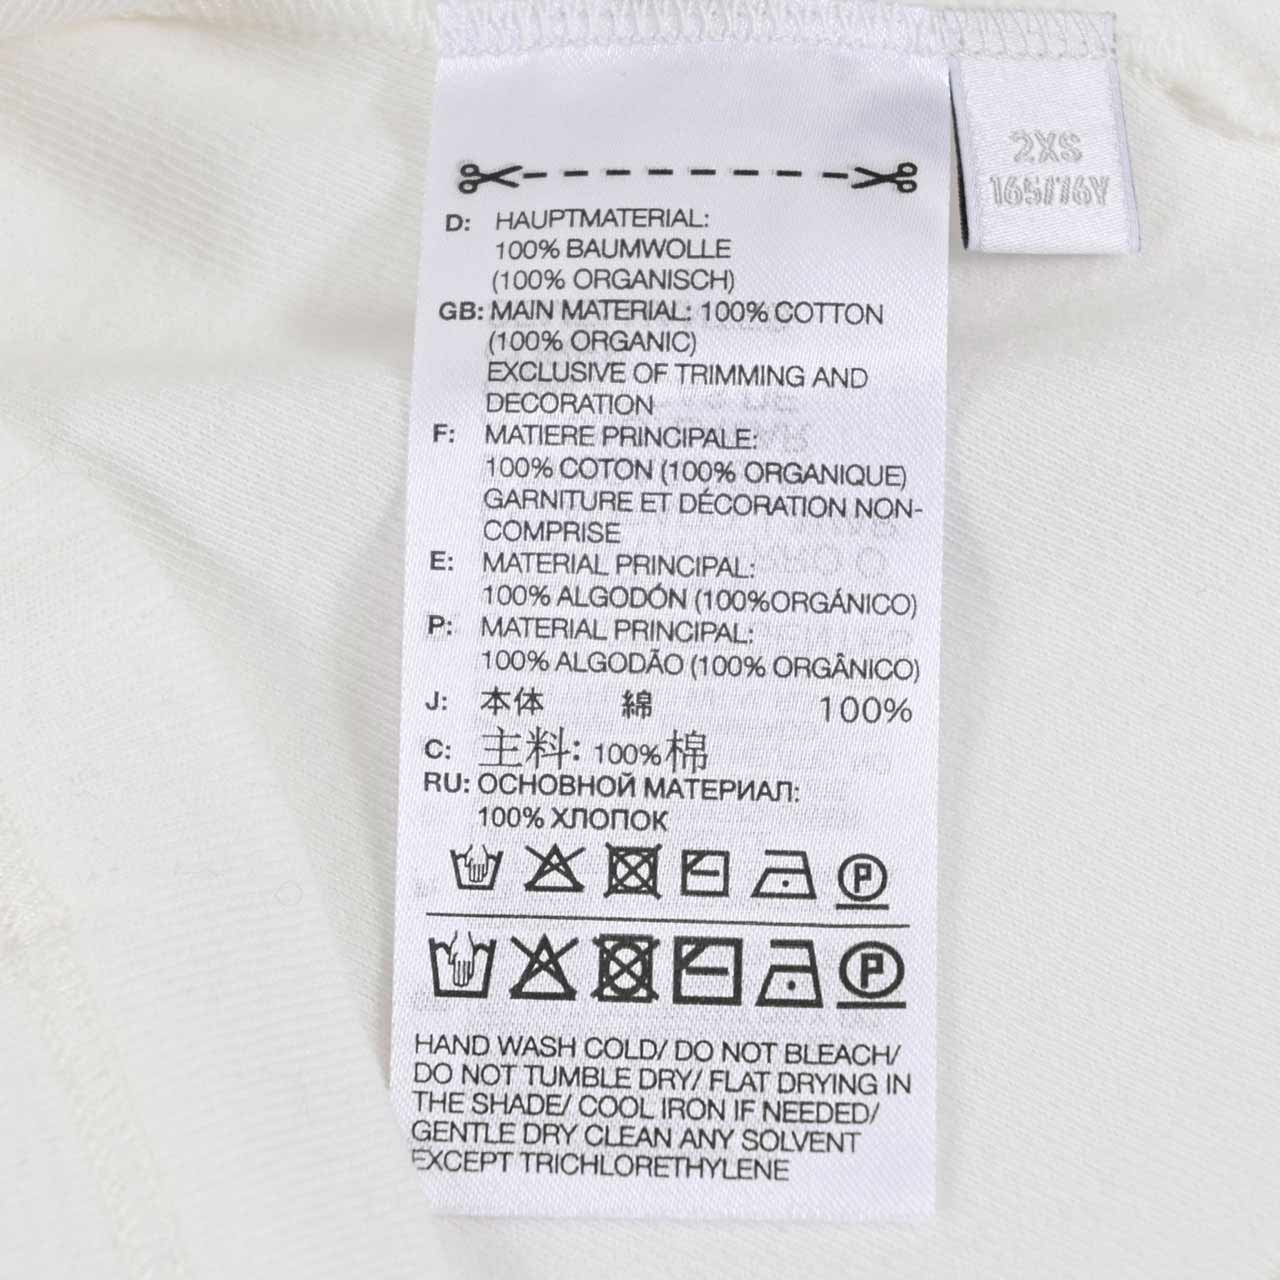 2XS
165/76Y
D: HAUPTMATERIAL:
100% BAUMWOLLE
(100% ORGANISCH)
GB: MAIN MATERIAL: 100% COTTON
(100% ORGANIC)
EXCLUSIVE OF TRIMMING AND
DECORATION
F: MATIERE PRINCIPALE:
100% COTON (100% ORGANIQUE)
GARNITURE ET DÉCORATION NON-
COMPRISE
E: MATERIAL PRINCIPAL:
100% ALGODÓN (100%ORGÁNICO)
P: MATERIAL PRINCIPAL:
100% ALGODÃO (100% ORGÂNICO)
J: 本体 綿 100%
C: 主料: 100%棉
RU: ОСНОВНОЙ МАТЕРИАЛ:
100% ХЛОПОК
P
P
HAND WASH COLD/ DO NOT BLEACH/
DO NOT TUMBLE DRY/ FLAT DRYING IN
THE SHADE/ COOL IRON IF NEEDED/
GENTLE DRY CLEAN ANY SOLVENT
EXCEPT TRICHLORETHYLENE